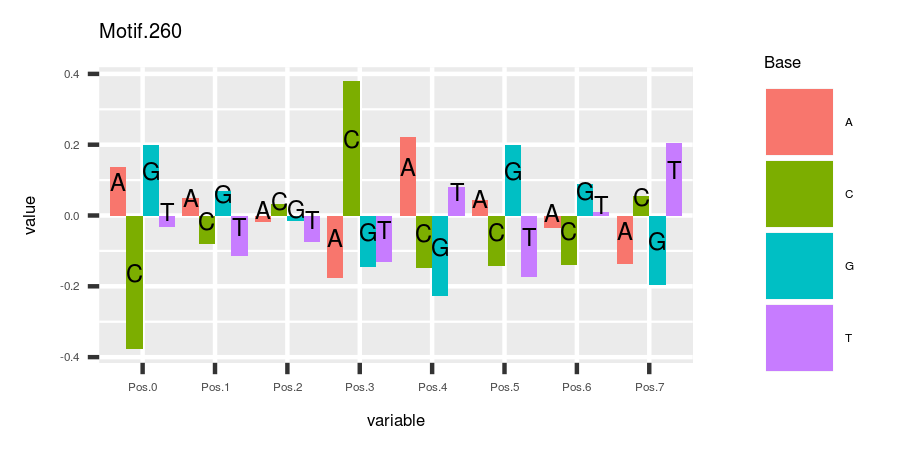 Motif.260
Base
0.4
0.2
0.0
-0.2
-0.4
value
A C G T A C G T A C G T A C G T A C G T A C G T A C G T A C G T
Pos.0 Pos.1 Pos.2 Pos.3 Pos.4 Pos.5 Pos.6 Pos.7
variable
A
C
G
T